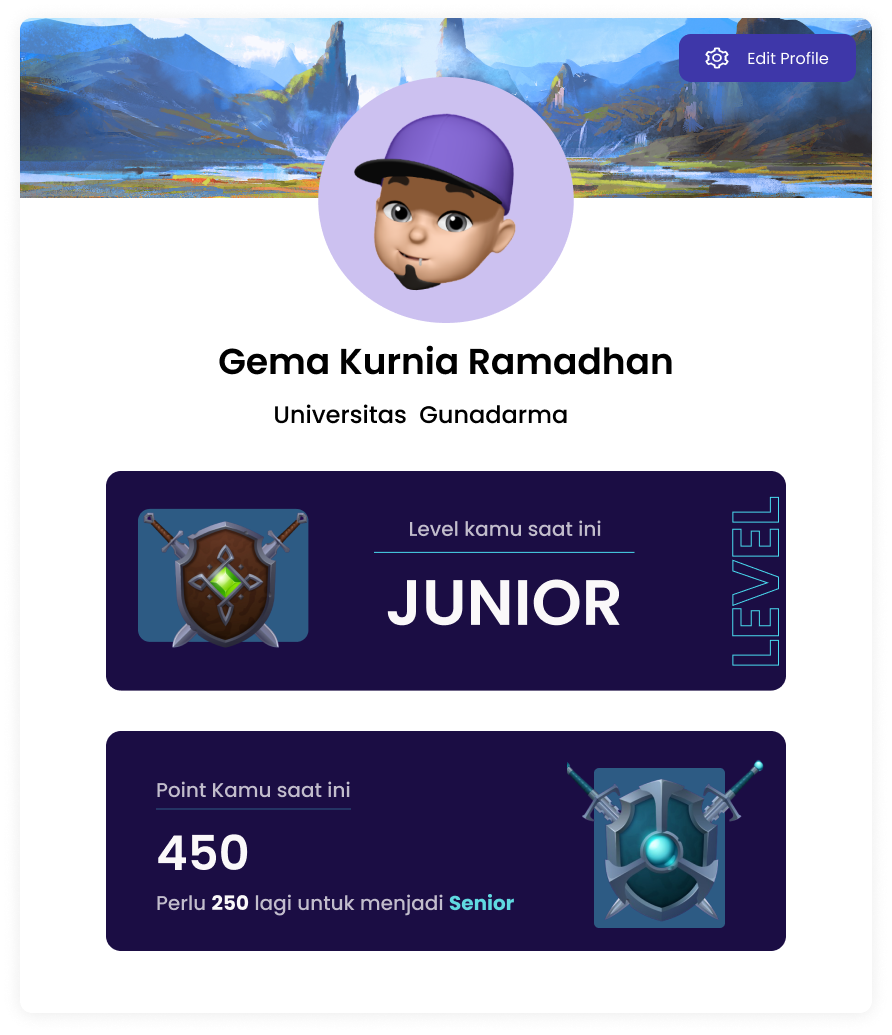 Edit Profile
Gema Kurnia Ramadhan
Universitas  Gunadarma
Level kamu saat ini
JUNIOR
LEVEL
Point Kamu saat ini
450
Perlu 250 lagi untuk menjadi Senior